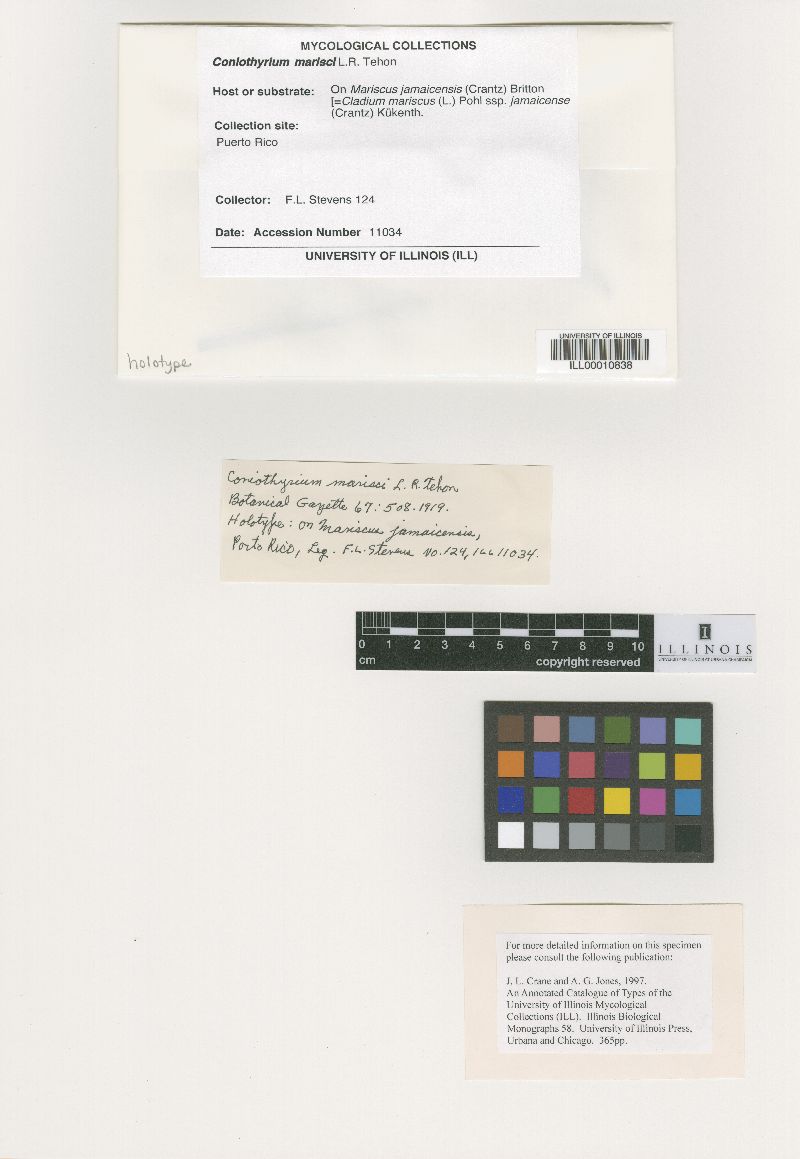 MYCOLOGICAL COLLECTIONS
Coniothyrium marisci L.R. Tehon
Host or substrate: On Mariscus jamaicensis (Crantz) Britton
[=Cladium mariscus (L.) Pohl ssp. jamaicense
(Crantz) Kükenth.
Collection site:
Puerto Rico
Collector: F.L. Stevens 124
Date: Accession Number 11034
UNIVERSITY OF ILLINOIS (ILL)
holotype
UNIVERSITY OF ILLINOIS
ILL00010838
Coniothyrium marisci L. R. Tehon
Botanical Gazette 67: 508. 1919.
Holotype: on Mariscus jamaicensis,
Porto Rico, Leg. F.L. Stevens No. 124, ILL 11034.
0 1 2 3 4 5 6 7 8 9 10
cm copyright reserved
I
ILLINOIS
UNIVERSITY OF ILLINOIS AT URBANA-CHAMPAIGN
For more detailed information on this specimen
please consult the following publication:
J. L. Crane and A. G. Jones, 1997.
An Annotated Catalogue of Types of the
University of Illinois Mycological
Collections (ILL). Illinois Biological
Monographs 58. University of Illinois Press,
Urbana and Chicago. 365pp.